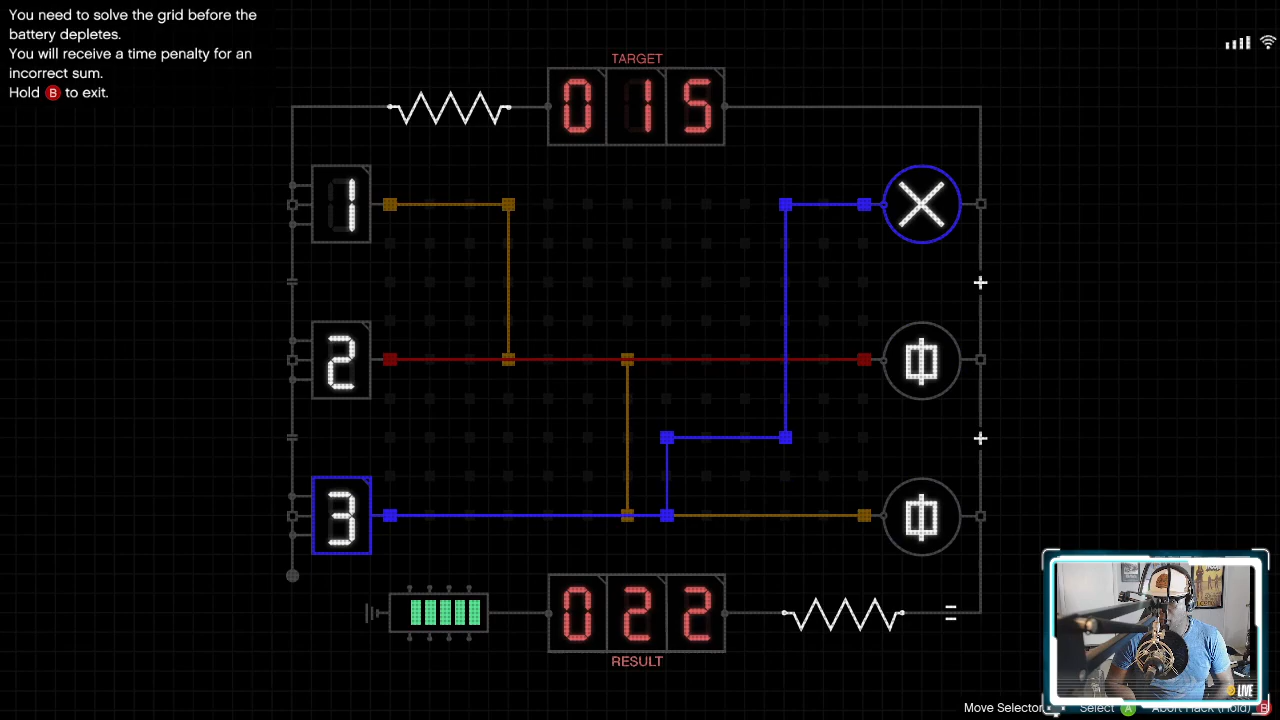 You need to solve the grid before the
battery depletes.
You will receive a time penalty for an
incorrect sum.
Hold B to exit.
TARGET
015
1
2
3
022
RESULT
LIVE
Move Selector Select A Abort Hack (Hold) B